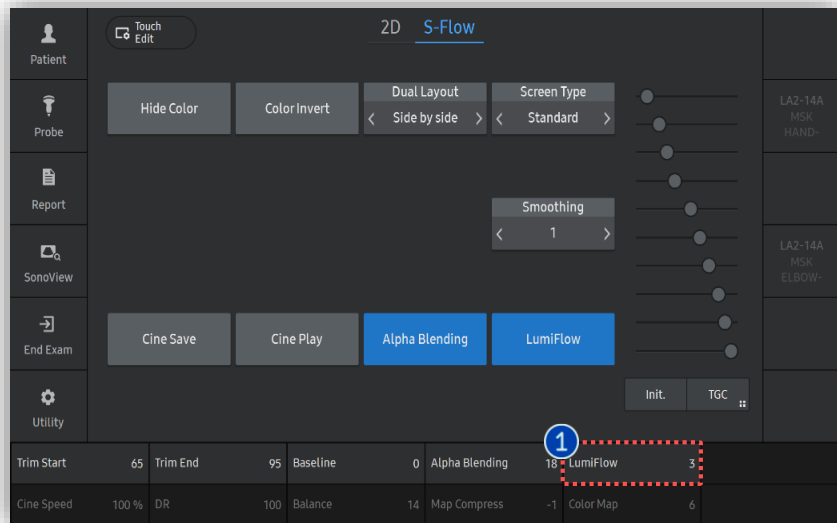 Touch
Edit
2D S-Flow
Patient
Hide Color
Color Invert
Dual Layout
Side by side
Screen Type
Standard
Probe
LA2-14A
MSK
HAND-
Report
Smoothing
1
SonoView
LA2-14A
MSK
ELBOW-
End Exam
Cine Save
Cine Play
Alpha Blending
LumiFlow
Utility
Init.
TGC
1
Trim Start 65 Trim End 95 Baseline 0 Alpha Blending 18 LumiFlow 3
Cine Speed 100 % DR 100 Balance 14 Map Compress -1 Color Map 6